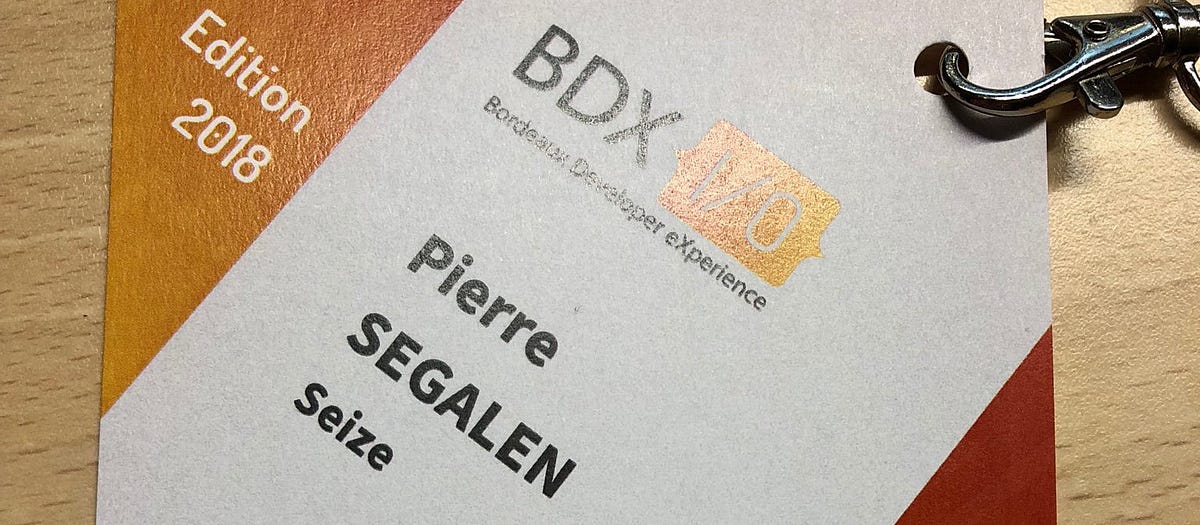 Edition
2018
BDX I/O
Bordeaux Developer eXperience
Pierre
SEGALEN
Seize